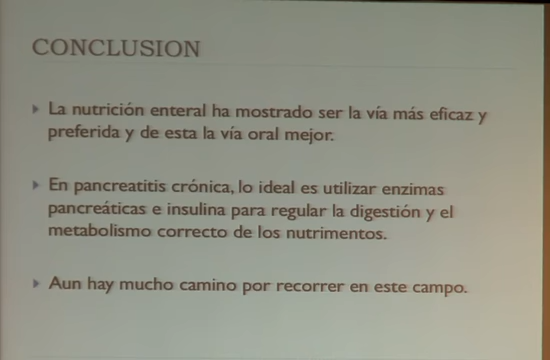 CONCLUSION
La nutrición enteral ha mostrado ser la vía más eficaz y
preferida y de esta la vía oral mejor.
En pancreatitis crónica, lo ideal es utilizar enzimas
pancreáticas e insulina para regular la digestión y el
metabolismo correcto de los nutrimentos.
Aun hay mucho camino por recorrer en este campo.